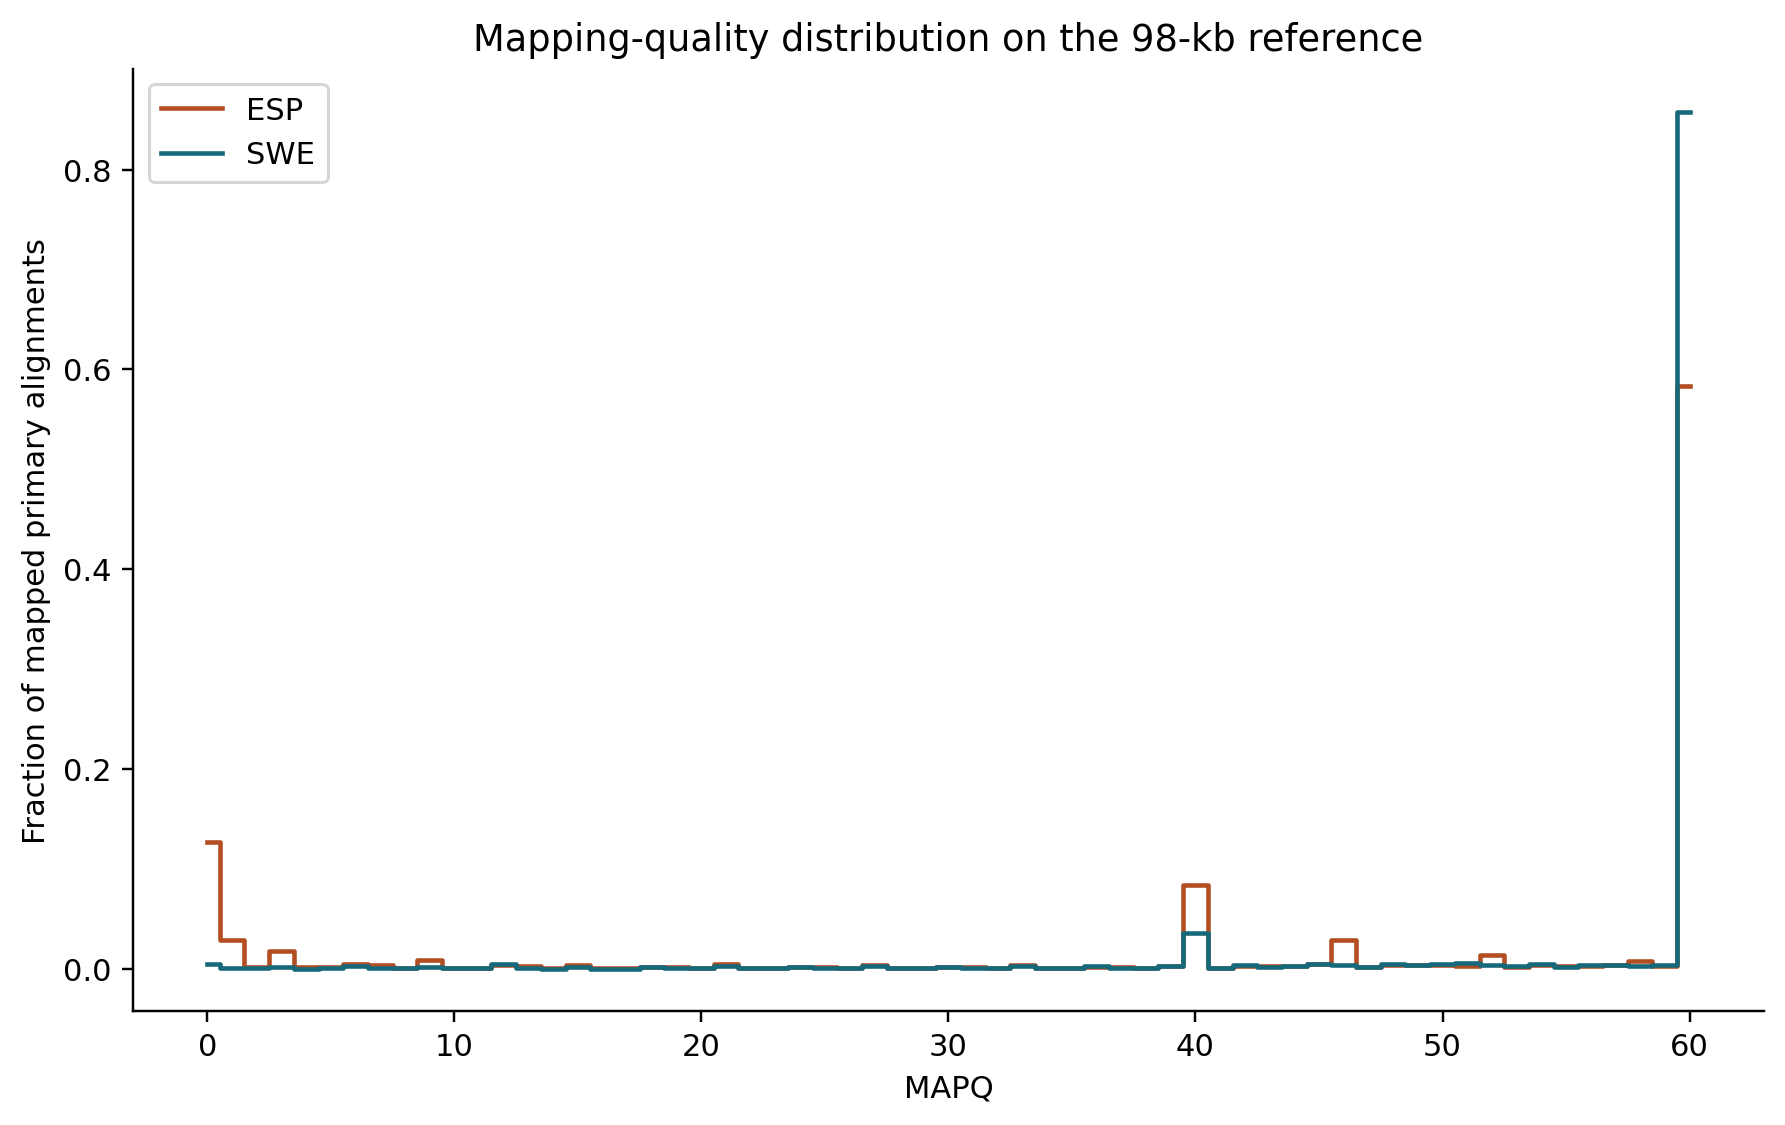 Mapping-quality distribution on the 98-kb reference
ESP
SWE
Fraction of mapped primary alignments
0.8
0.6
0.4
0.2
0.0
0 10 20 30 40 50 60
MAPQ